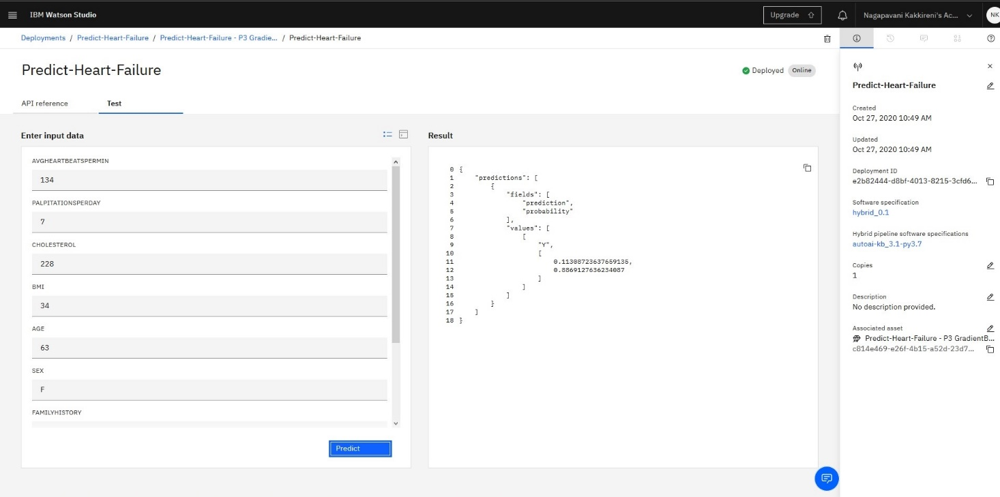 IBM Watson Studio
Upgrade
Nagapavani Kakkireni's Ac...
NK
Deployments / Predict-Heart-Failure / Predict-Heart-Failure - P3 Gradie... / Predict-Heart-Failure
Predict-Heart-Failure
Deployed
Online
API reference
Test
Enter input data
AVGHEARTBEATSPERMIN
134
PALPITATIONSPERDAY
7
CHOLESTEROL
228
BMI
34
AGE
63
SEX
F
FAMILYHISTORY
Predict
Result
0 {
1 "predictions": [
2 {
3 "fields": [
4 "prediction",
5 "probability"
6 ],
7 "values": [
8 [
9 "Y",
10 [
11 0.11308723637659135,
12 0.8869127636234087
13 ]
14 ]
15 ]
16 }
17 ]
18 }
Predict-Heart-Failure
Created
Oct 27, 2020 10:49 AM
Updated
Oct 27, 2020 10:49 AM
Deployment ID
e2b82444-d8bf-4013-8215-3cfd6...
Software specification
hybrid_0.1
Hybrid pipeline software specifications
autoai-kb_3.1-py3.7
Copies
1
Description
No description provided.
Associated asset
Predict-Heart-Failure - P3 GradientB...
c814e469-e26f-4b15-a52d-23d7...